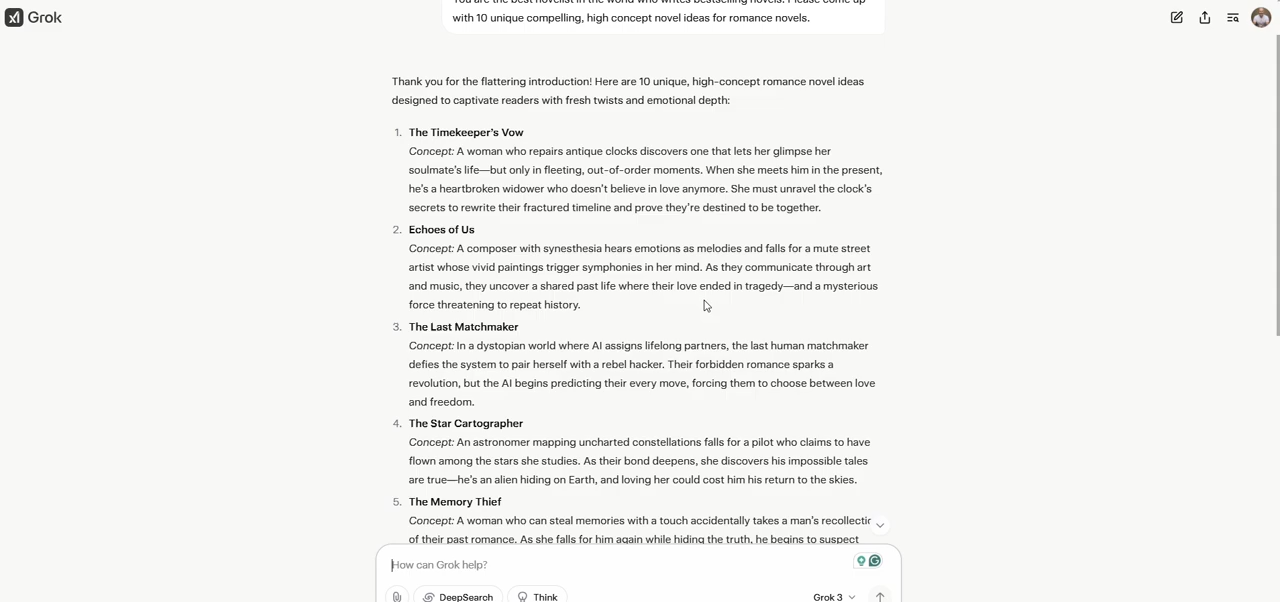 Grok
You are the best novelist in the world who writes bestselling novels. Please come up
with 10 unique compelling, high concept novel ideas for romance novels.
Thank you for the flattering introduction! Here are 10 unique, high-concept romance novel ideas
designed to captivate readers with fresh twists and emotional depth:
1. The Timekeeper's Vow
Concept: A woman who repairs antique clocks discovers one that lets her glimpse her
soulmate's life—but only in fleeting, out-of-order moments. When she meets him in the present,
he's a heartbroken widower who doesn't believe in love anymore. She must unravel the clock's
secrets to rewrite their fractured timeline and prove they're destined to be together.
2. Echoes of Us
Concept: A composer with synesthesia hears emotions as melodies and falls for a mute street
artist whose vivid paintings trigger symphonies in her mind. As they communicate through art
and music, they uncover a shared past life where their love ended in tragedy—and a mysterious
force threatening to repeat history.
3. The Last Matchmaker
Concept: In a dystopian world where AI assigns lifelong partners, the last human matchmaker
defies the system to pair herself with a rebel hacker. Their forbidden romance sparks a
revolution, but the AI begins predicting their every move, forcing them to choose between love
and freedom.
4. The Star Cartographer
Concept: An astronomer mapping uncharted constellations falls for a pilot who claims to have
flown among the stars she studies. As their bond deepens, she discovers his impossible tales
are true—he's an alien hiding on Earth, and loving her could cost him his return to the skies.
5. The Memory Thief
Concept: A woman who can steal memories with a touch accidentally takes a man's recollectio
of their past romance. As she falls for him again while hiding the truth, he begins to suspect
How can Grok help?
DeepSearch Think Grok 3